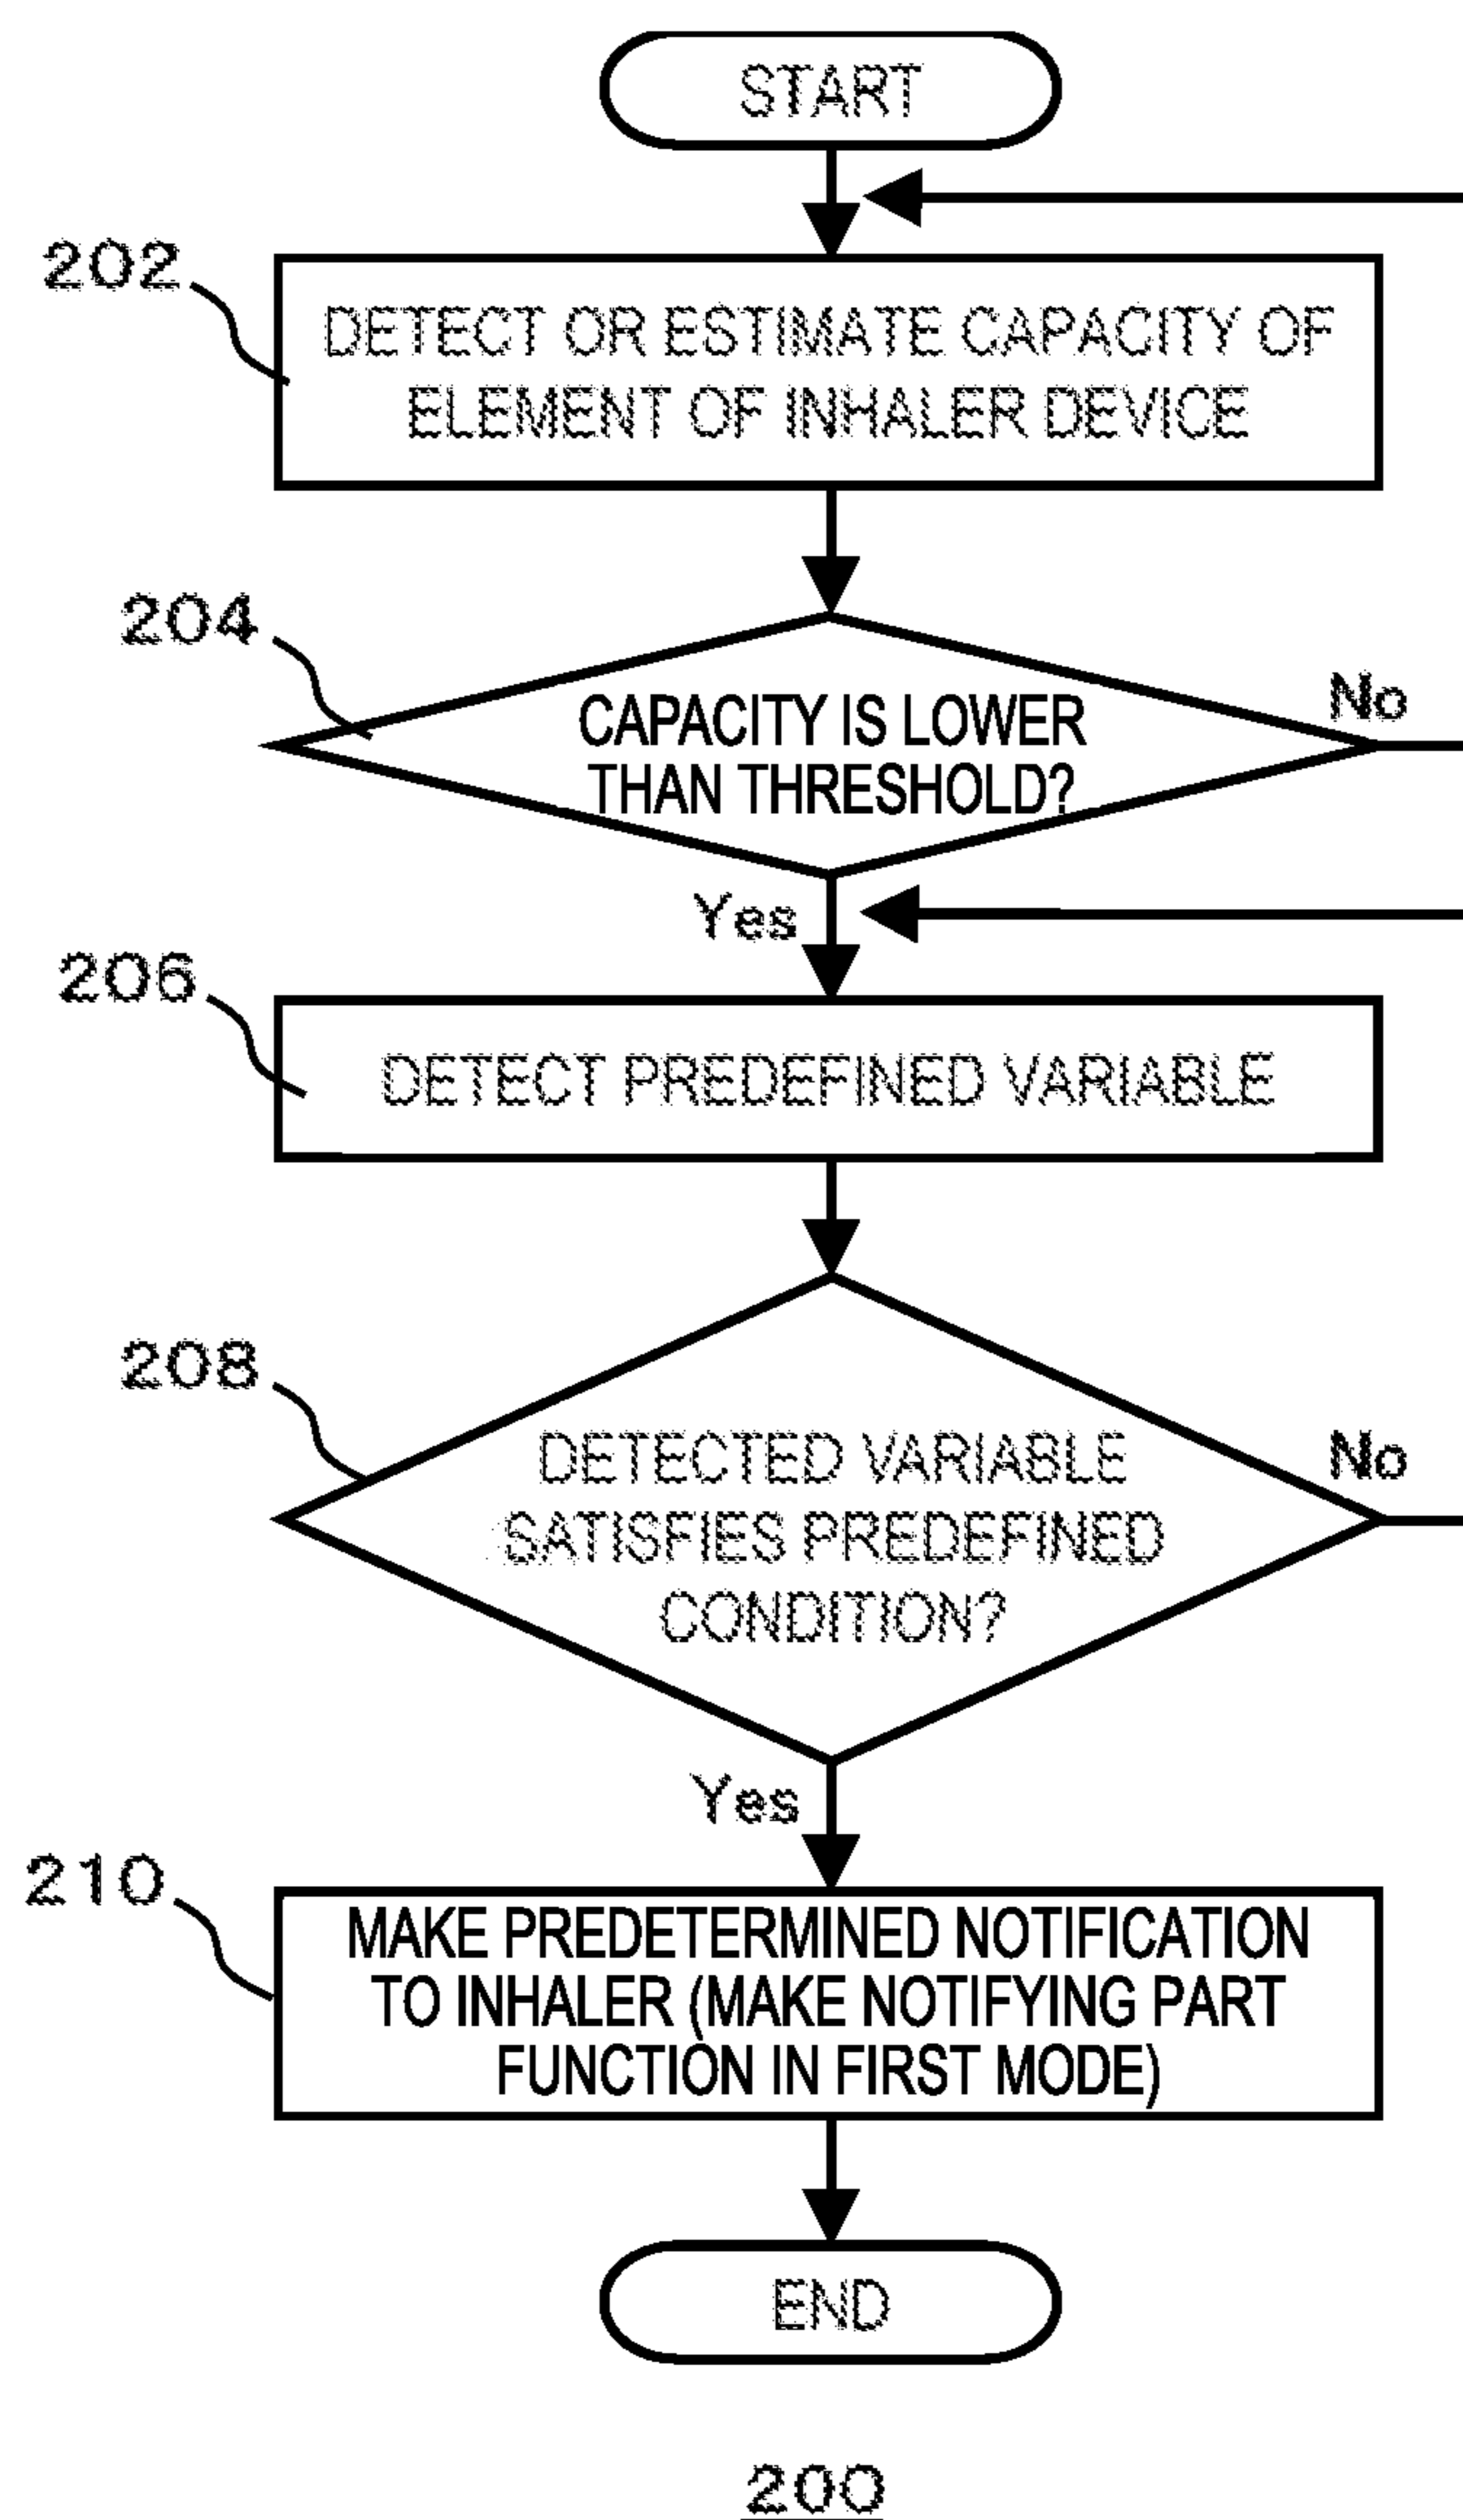 START
202
DETECT OR ESTIMATE CAPACITY OF
ELEMENT OF INHALER DEVICE
204
CAPACITY IS LOWER
THAN THRESHOLD?
No
Yes
206
DETECT PREDEFINED VARIABLE
208
DETECTED VARIABLE
SATISFIES PREDEFINED
CONDITION?
No
Yes
210
MAKE PREDETERMINED NOTIFICATION
TO INHALER (MAKE NOTIFYING PART
FUNCTION IN FIRST MODE)
END
200